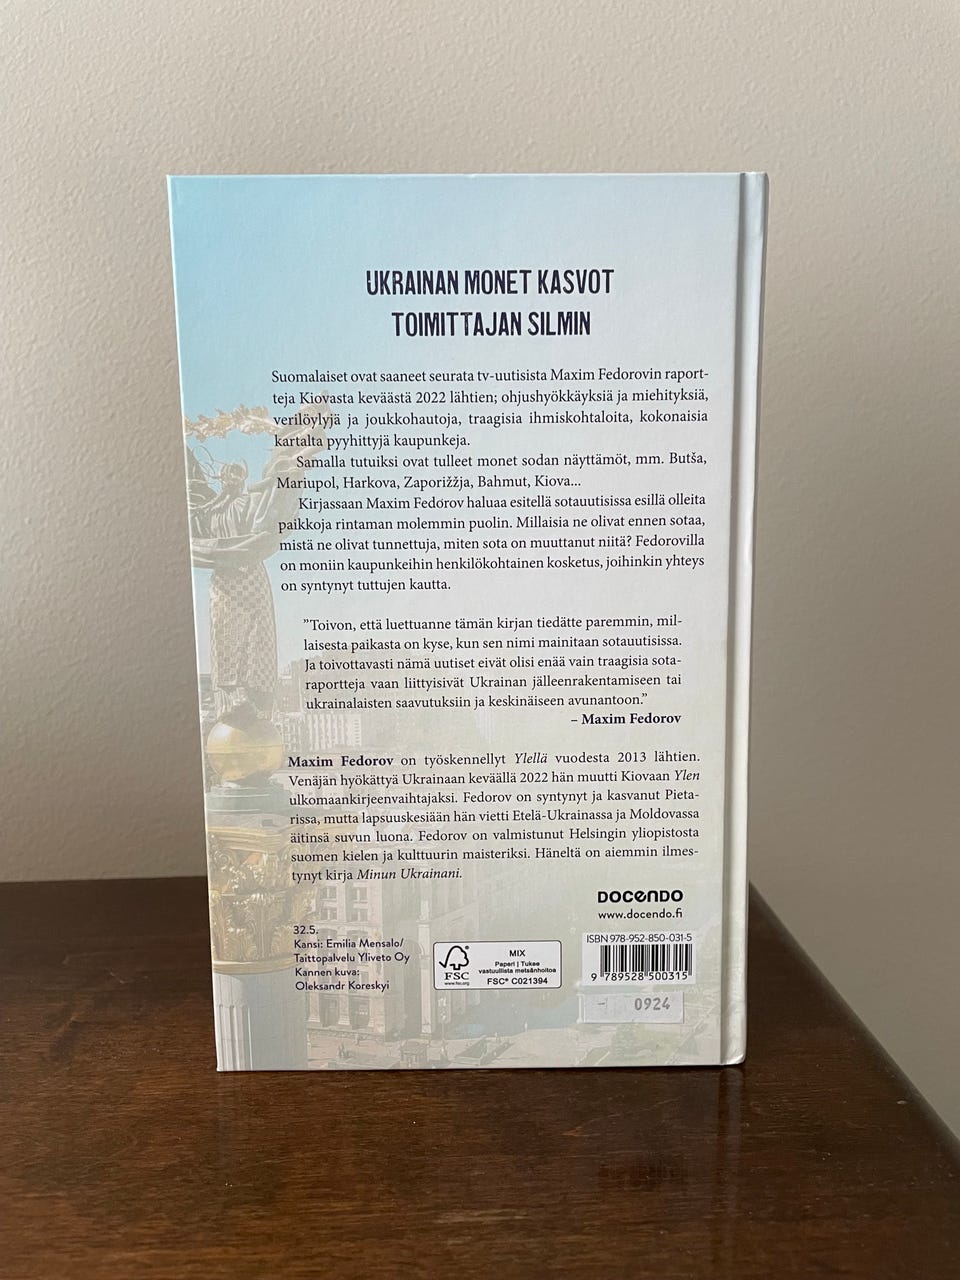 UKRAINAN MONET KASVOT
TOIMITTAJAN SILMIN
Suomalaiset ovat saaneet seurata tv-uutisista Maxim Fedorovin raport-
teja Kiovasta keväästä 2022 lähtien; ohjushyökkäyksiä ja miehityksiä,
verilöylyjä ja joukkohautoja, traagisia ihmiskohtaloita, kokonaisia
kartalta pyyhittyjä kaupunkeja.
Samalla tutuiksi ovat tulleet monet sodan näyttämöt, mm. Butša,
Mariupol, Harkova, Zaporižžja, Bahmut, Kiova...
Kirjassaan Maxim Fedorov haluaa esitellä sotauutisissa esillä olleita
paikkoja rintaman molemmin puolin. Millaisia ne olivat ennen sotaa,
mistä ne olivat tunnettuja, miten sota on muuttanut niitä? Fedorovilla
on moniin kaupunkeihin henkilökohtainen kosketus, joihinkin yhteys
on syntynyt tuttujen kautta.
”Toivon, että luettuanne tämän kirjan tiedätte paremmin, mil-
laisesta paikasta on kyse, kun sen nimi mainitaan sotauutisissa.
Ja toivottavasti nämä uutiset eivät olisi enää vain traagisia sota-
raportteja vaan liittyisivät Ukrainan jälleenrakentamiseen tai
ukrainalaisten saavutuksiin ja keskinäiseen avunantoon.”
– Maxim Fedorov
Maxim Fedorov on työskennellyt Ylellä vuodesta 2013 lähtien.
Venäjän hyökättyä Ukrainaan keväällä 2022 hän muutti Kiovaan Ylen
ulkomaankirjeenvaihtajaksi. Fedorov on syntynyt ja kasvanut Pieta-
rissa, mutta lapsuuskesiään hän vietti Etelä-Ukrainassa ja Moldovassa
äitinsä suvun luona. Fedorov on valmistunut Helsingin yliopistosta
suomen kielen ja kulttuurin maisteriksi. Häneltä on aiemmin ilmes-
tynyt kirja Minun Ukrainani.
DOCENDO
www.docendo.fi
32.5.
Kansi: Emilia Mensalo/
Taittopalvelu Yliveto Oy
Kannen kuva:
Oleksandr Koreskyi
FSC
www.fsc.org
MIX
Paperi | Tukee
vastuullista metsänhoitoa
FSC® C021394
ISBN 978-952-850-031-5
9 789528 500315
– 0924